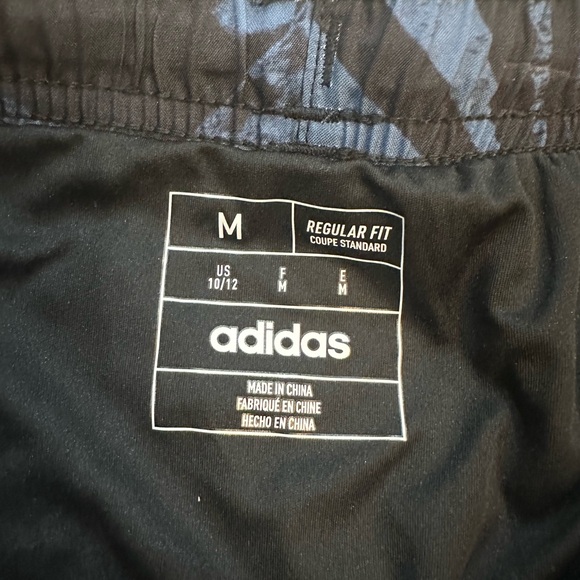 M
REGULAR FIT
COUPE STANDARD
US F E
10/12 M M
adidas
MADE IN CHINA
FABRIQUÉ EN CHINE
HECHO EN CHINA